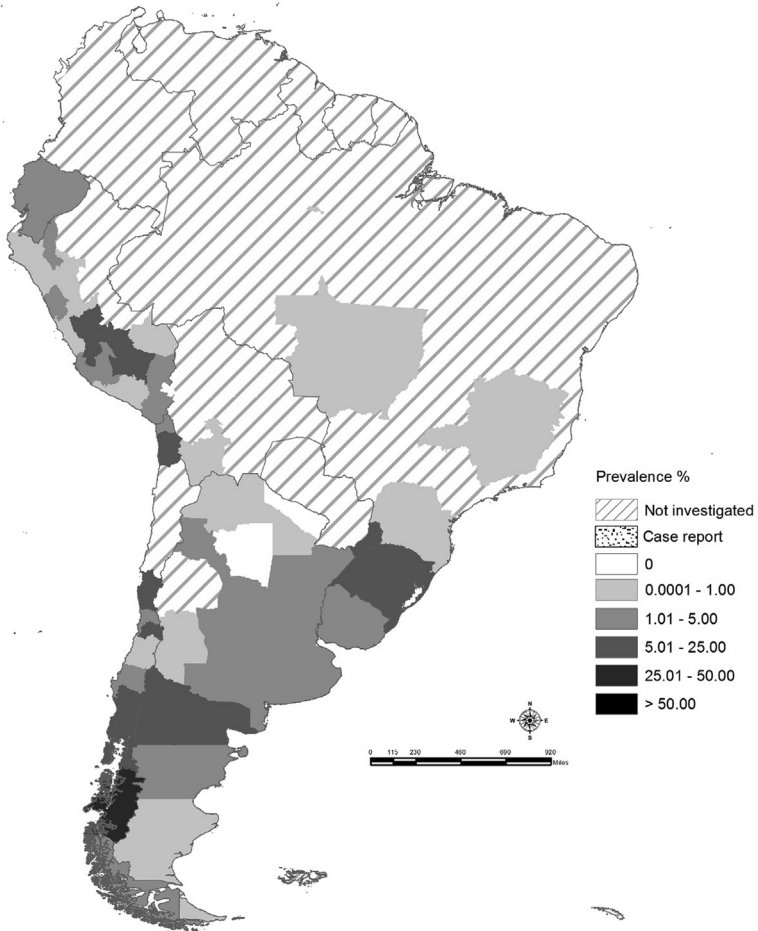 Prevalence %
Not investigated
Case report
0
0.0001 - 1.00
1.01 - 5.00
5.01 - 25.00
25.01 - 50.00
> 50.00
N
W E
S
0 115 230 460 690 920
Miles